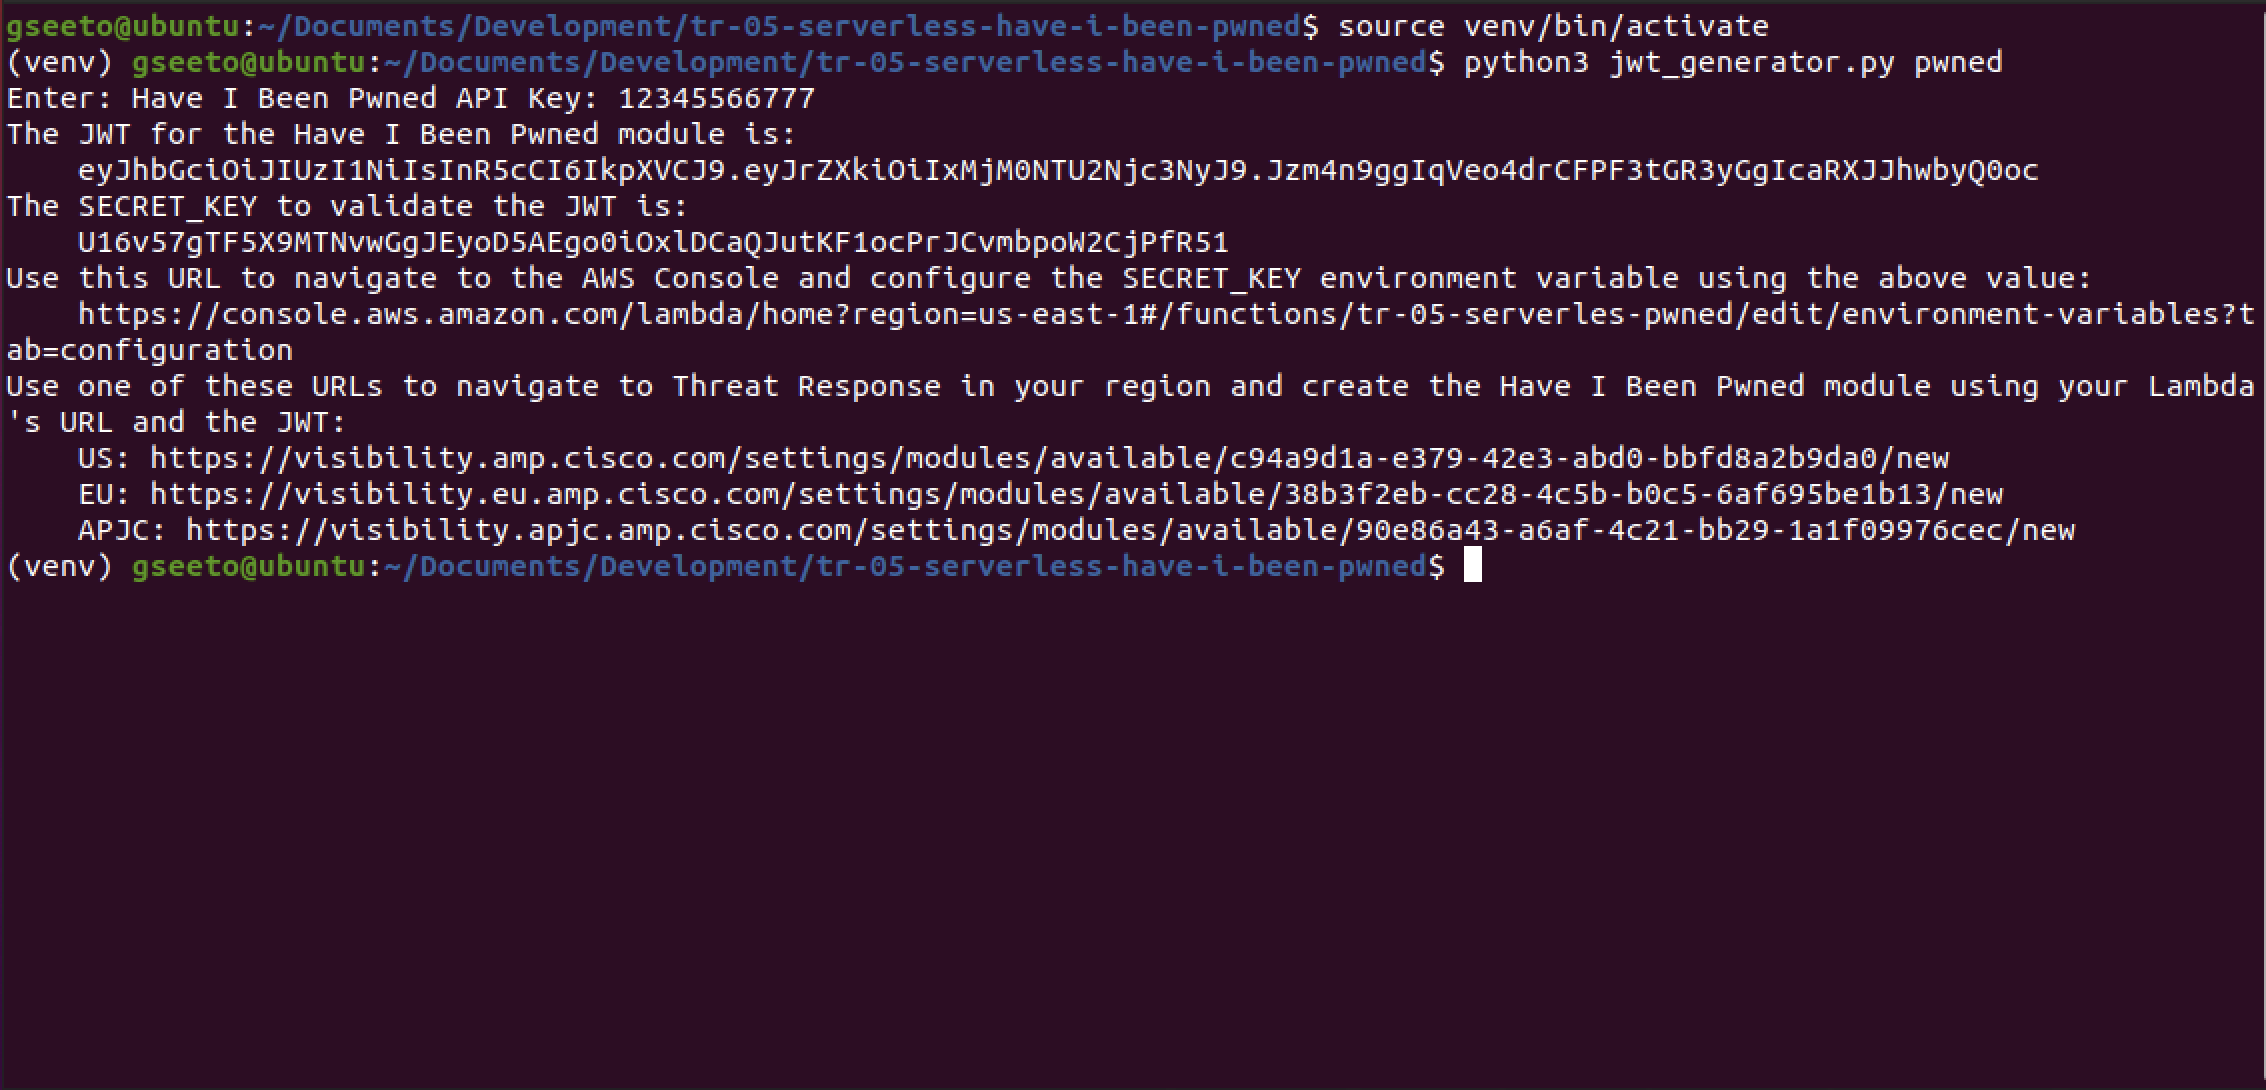 gseeto@ubuntu:~/Documents/Development/tr-05-serverless-have-i-been-pwned$ source venv/bin/activate
(venv) gseeto@ubuntu:~/Documents/Development/tr-05-serverless-have-i-been-pwned$ python3 jwt_generator.py pwned
Enter: Have I Been Pwned API Key: 12345566777
The JWT for the Have I Been Pwned module is:
    eyJhbGciOiJIUzI1NiIsInR5cCI6IkpXVCJ9.eyJrZXkiOiIxMjM0NTU2Njc3NyJ9.Jzm4n9ggIqVeo4drCFPF3tGR3yGgIcaRXJJhwbyQ0oc
The SECRET_KEY to validate the JWT is:
    U16v57gTF5X9MTNvwGgJEyoD5AEgo0iOxlDCaQJutKF1ocPrJCvmbpoW2CjPfR51
Use this URL to navigate to the AWS Console and configure the SECRET_KEY environment variable using the above value:
    https://console.aws.amazon.com/lambda/home?region=us-east-1#/functions/tr-05-serverles-pwned/edit/environment-variables?t
ab=configuration
Use one of these URLs to navigate to Threat Response in your region and create the Have I Been Pwned module using your Lambda
's URL and the JWT:
    US: https://visibility.amp.cisco.com/settings/modules/available/c94a9d1a-e379-42e3-abd0-bbfd8a2b9da0/new
    EU: https://visibility.eu.amp.cisco.com/settings/modules/available/38b3f2eb-cc28-4c5b-b0c5-6af695be1b13/new
    APJC: https://visibility.apjc.amp.cisco.com/settings/modules/available/90e86a43-a6af-4c21-bb29-1a1f09976cec/new
(venv) gseeto@ubuntu:~/Documents/Development/tr-05-serverless-have-i-been-pwned$